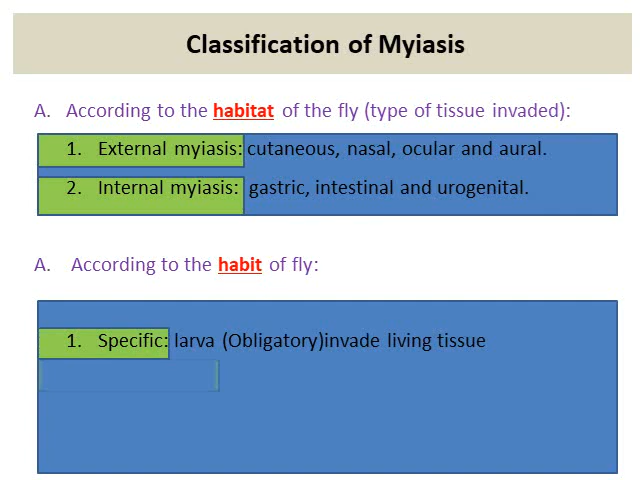 Classification of Myiasis
A. According to the habitat of the fly (type of tissue invaded):
1. External myiasis: cutaneous, nasal, ocular and aural.
2. Internal myiasis: gastric, intestinal and urogenital.
A. According to the habit of fly:
1. Specific: larva (Obligatory)invade living tissue